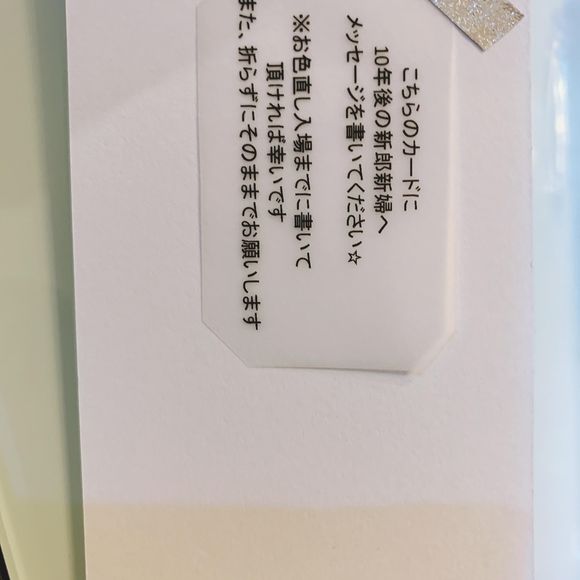 こちらのカードに
10年後の新郎新婦へ
メッセージを書いてください☆
※お色直し入場までに書いて
頂ければ幸いです
また、折らずにそのままでお願いします